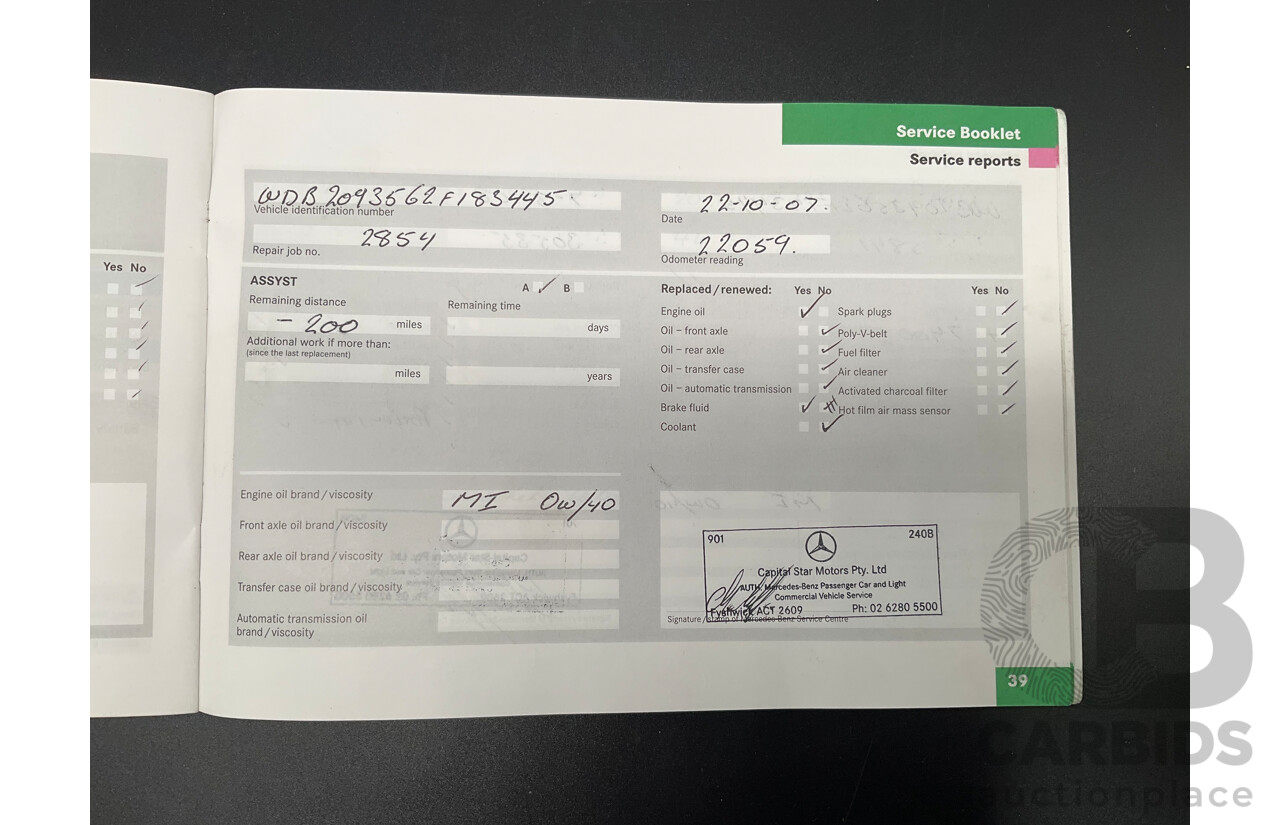 Service Booklet
Service reports
Yes No
WDB2093562F183445
Vehicle identification number
22-10-07.
Date
2854
Repair job no.
22059.
Odometer reading
ASSYST
A B
Remaining distance
- 200 miles
Remaining time
days
Additional work if more than:
(since the last replacement)
miles
years
Replaced/renewed: Yes No
Engine oil
Oil – front axle
Oil – rear axle
Oil – transfer case
Oil – automatic transmission
Brake fluid
Coolant
Yes No
Spark plugs
Poly-V-belt
Fuel filter
Air cleaner
Activated charcoal filter
Hot film air mass sensor
Engine oil brand/viscosity MI 0W/40
Front axle oil brand/viscosity
Rear axle oil brand/viscosity
Transfer case oil brand/viscosity
Automatic transmission oil
brand/viscosity
901 240B
Capital Star Motors Pty. Ltd
AUTH. Mercedes-Benz Passenger Car and Light
Commercial Vehicle Service
Fyshwick ACT 2609 Ph: 02 6280 5500
Signature/stamp of Mercedes-Benz Service Centre
39
CARBIDS
auctionplace